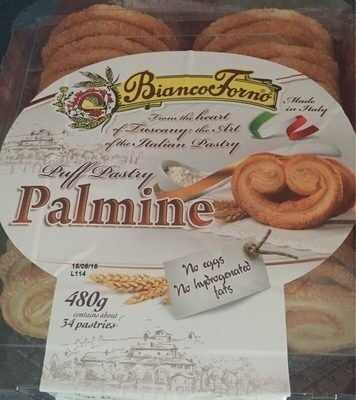 BiancoForno
Made
in Italy
From the heart
of Tuscany: the Art
of the Italian Pastry
Puff Pastry
Palmine
No eggs
No hydrogenated
fats
L114
480g
contains about
34 pastries